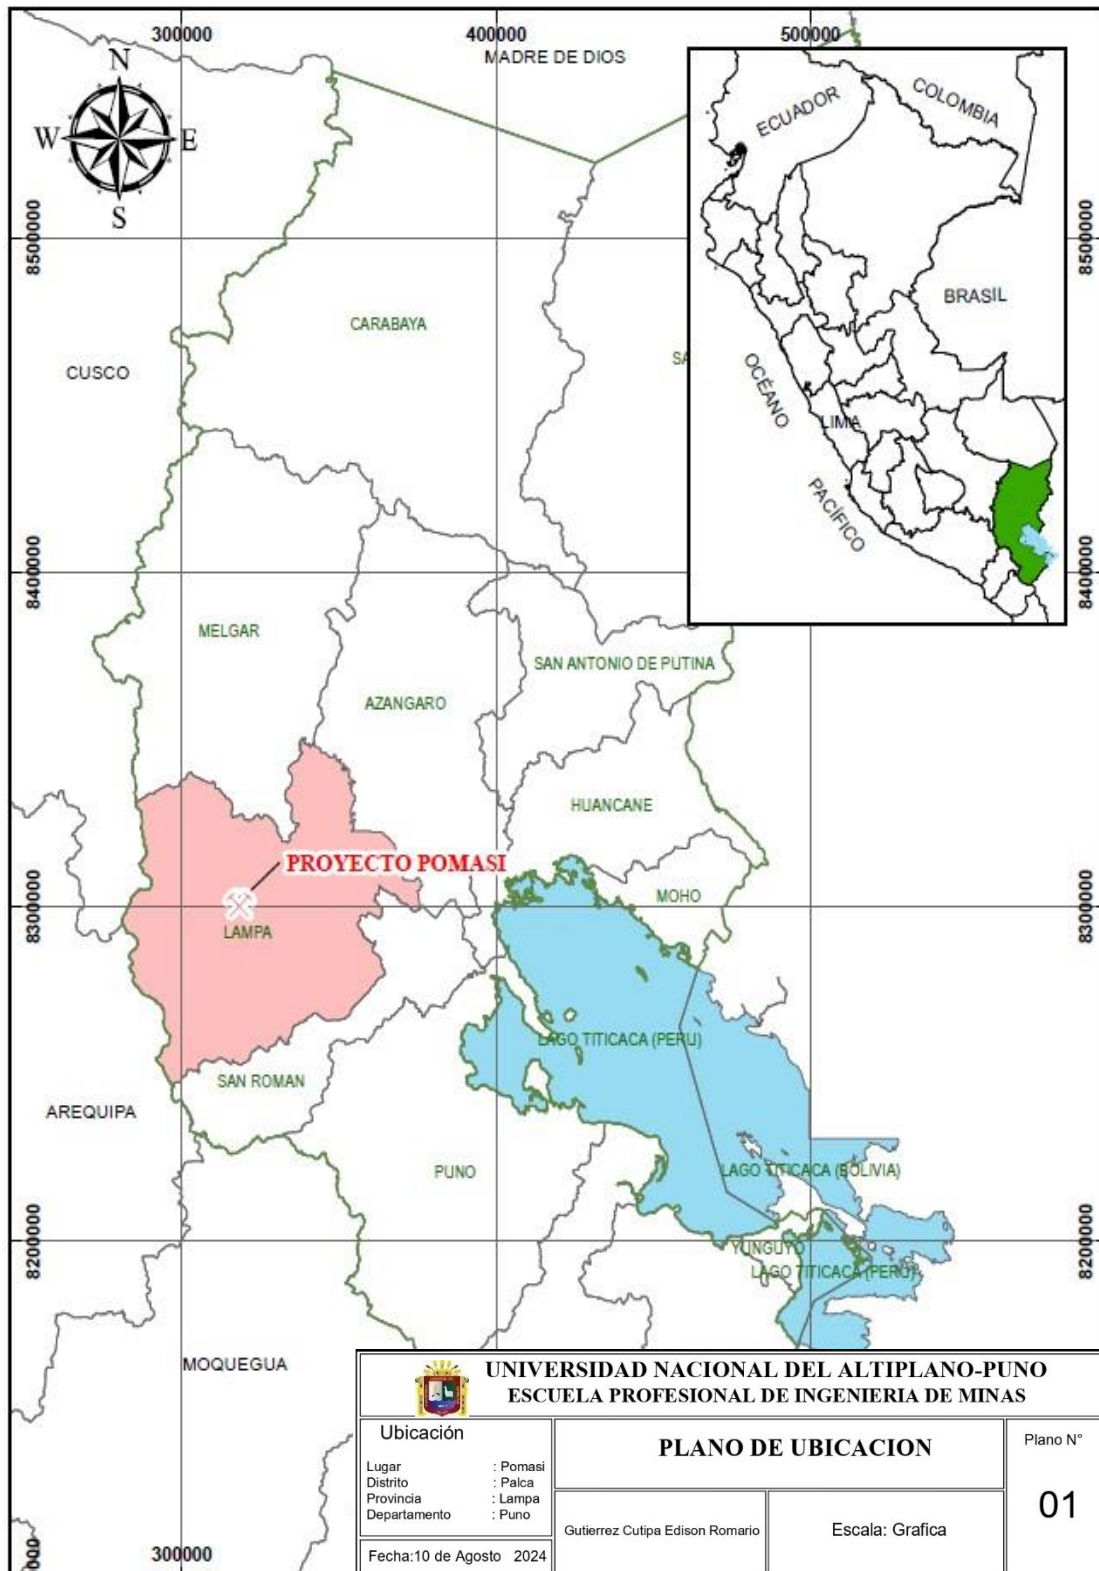 300000
400000
500000
MADRE DE DIOS
N
W
E
S
ECUADOR
COLOMBIA
BRASIL
OCÉANO
PACÍFICO
LIMA
8500000
8500000
CARABAYA
SA
CUSCO
8400000
8400000
MELGAR
SAN ANTONIO DE PUTINA
AZANGARO
HUANCANE
PROYECTO POMASI
MOHO
8300000
8300000
LAMPA
LAGO TITICACA (PERU)
SAN ROMAN
AREQUIPA
PUNO
LAGO TITICACA (BOLIVIA)
8200000
8200000
YUNGUYO
LAGO TITICACA (PERU)
MOQUEGUA
UNIVERSIDAD NACIONAL DEL ALTIPLANO-PUNO
ESCUELA PROFESIONAL DE INGENIERIA DE MINAS
Ubicación
Lugar : Pomasi
Distrito : Palca
Provincia : Lampa
Departamento : Puno
Fecha:10 de Agosto 2024
PLANO DE UBICACION
Gutierrez Cutipa Edison Romario
Escala: Grafica
Plano N°
01
300000